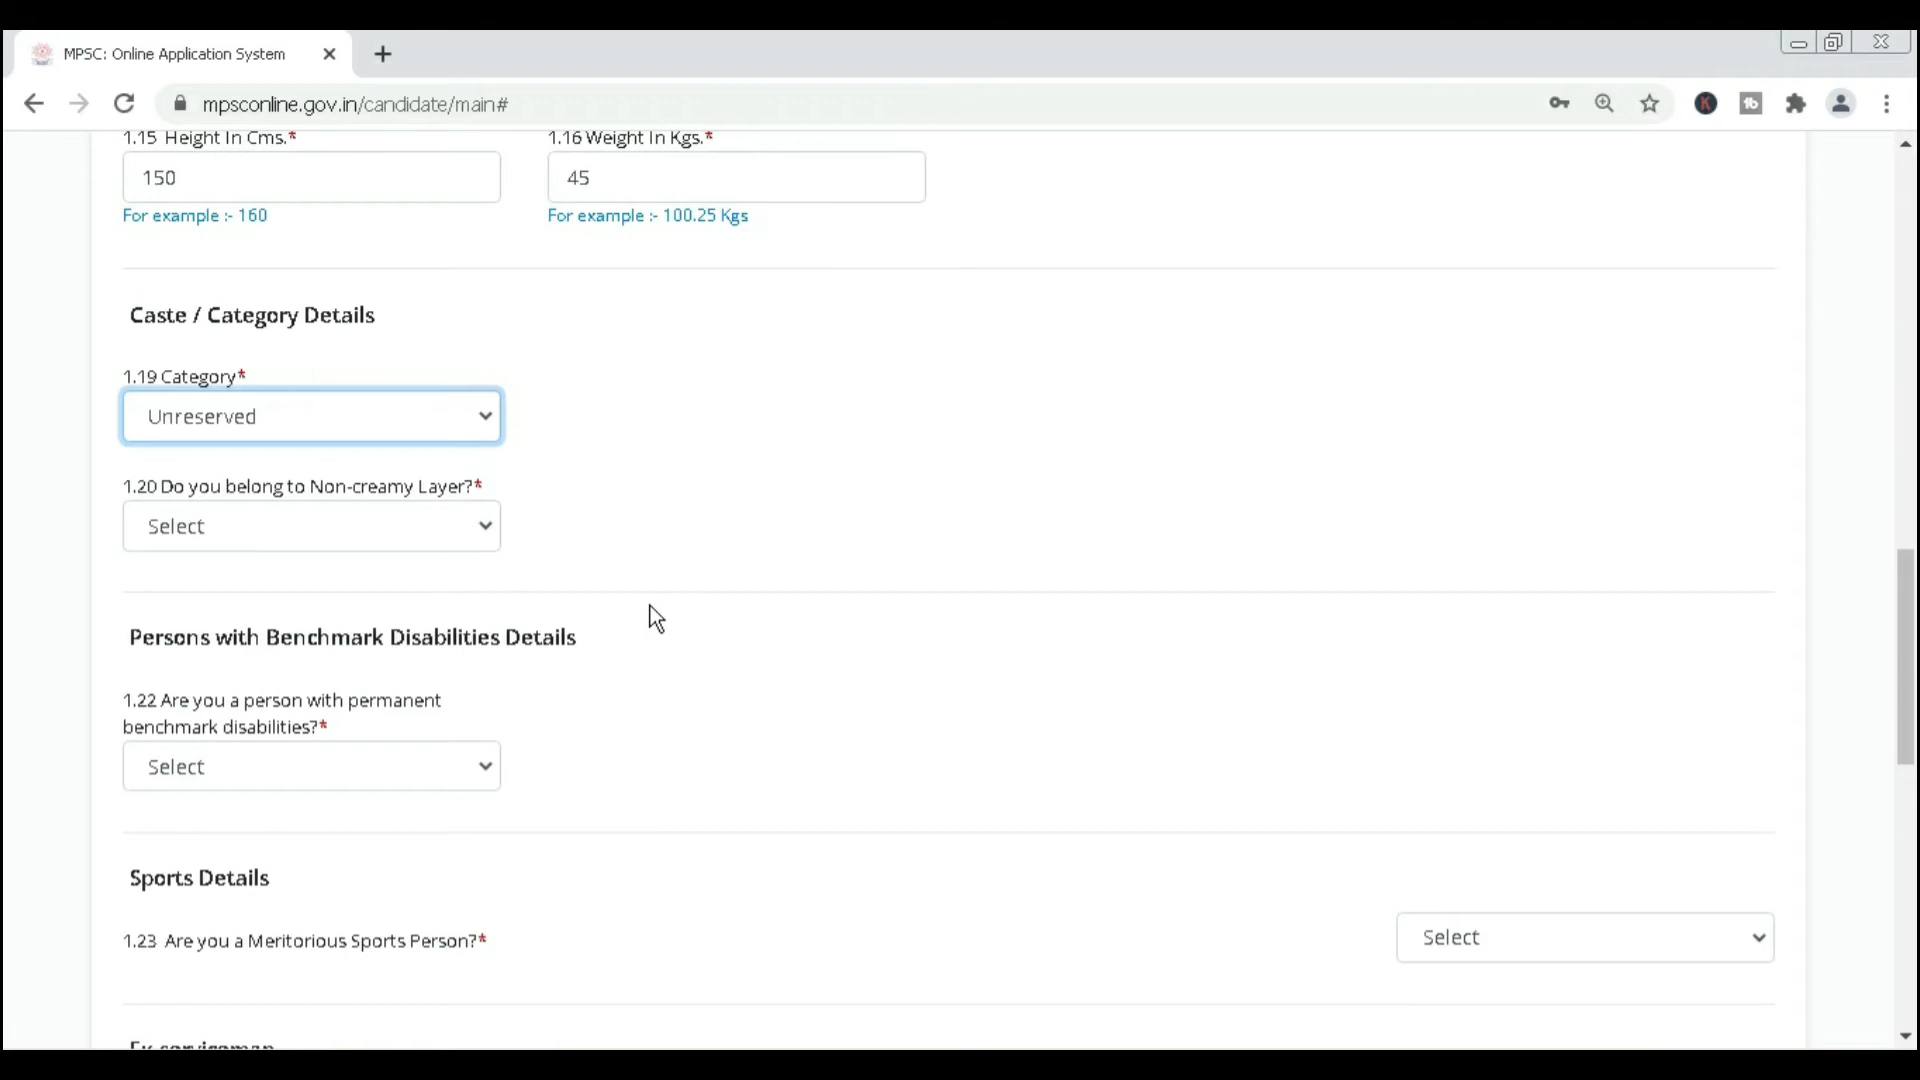 MPSC: Online Application System
mpsconline.gov.in/candidate/main#
1.15 Height In Cms.*
1.16 Weight In Kgs.*
150
45
For example :- 160
For example :- 100.25 Kgs
Caste / Category Details
1.19 Category*
Unreserved
1.20 Do you belong to Non-creamy Layer?*
Select
Persons with Benchmark Disabilities Details
1.22 Are you a person with permanent
benchmark disabilities?*
Select
Sports Details
1.23 Are you a Meritorious Sports Person?*
Select